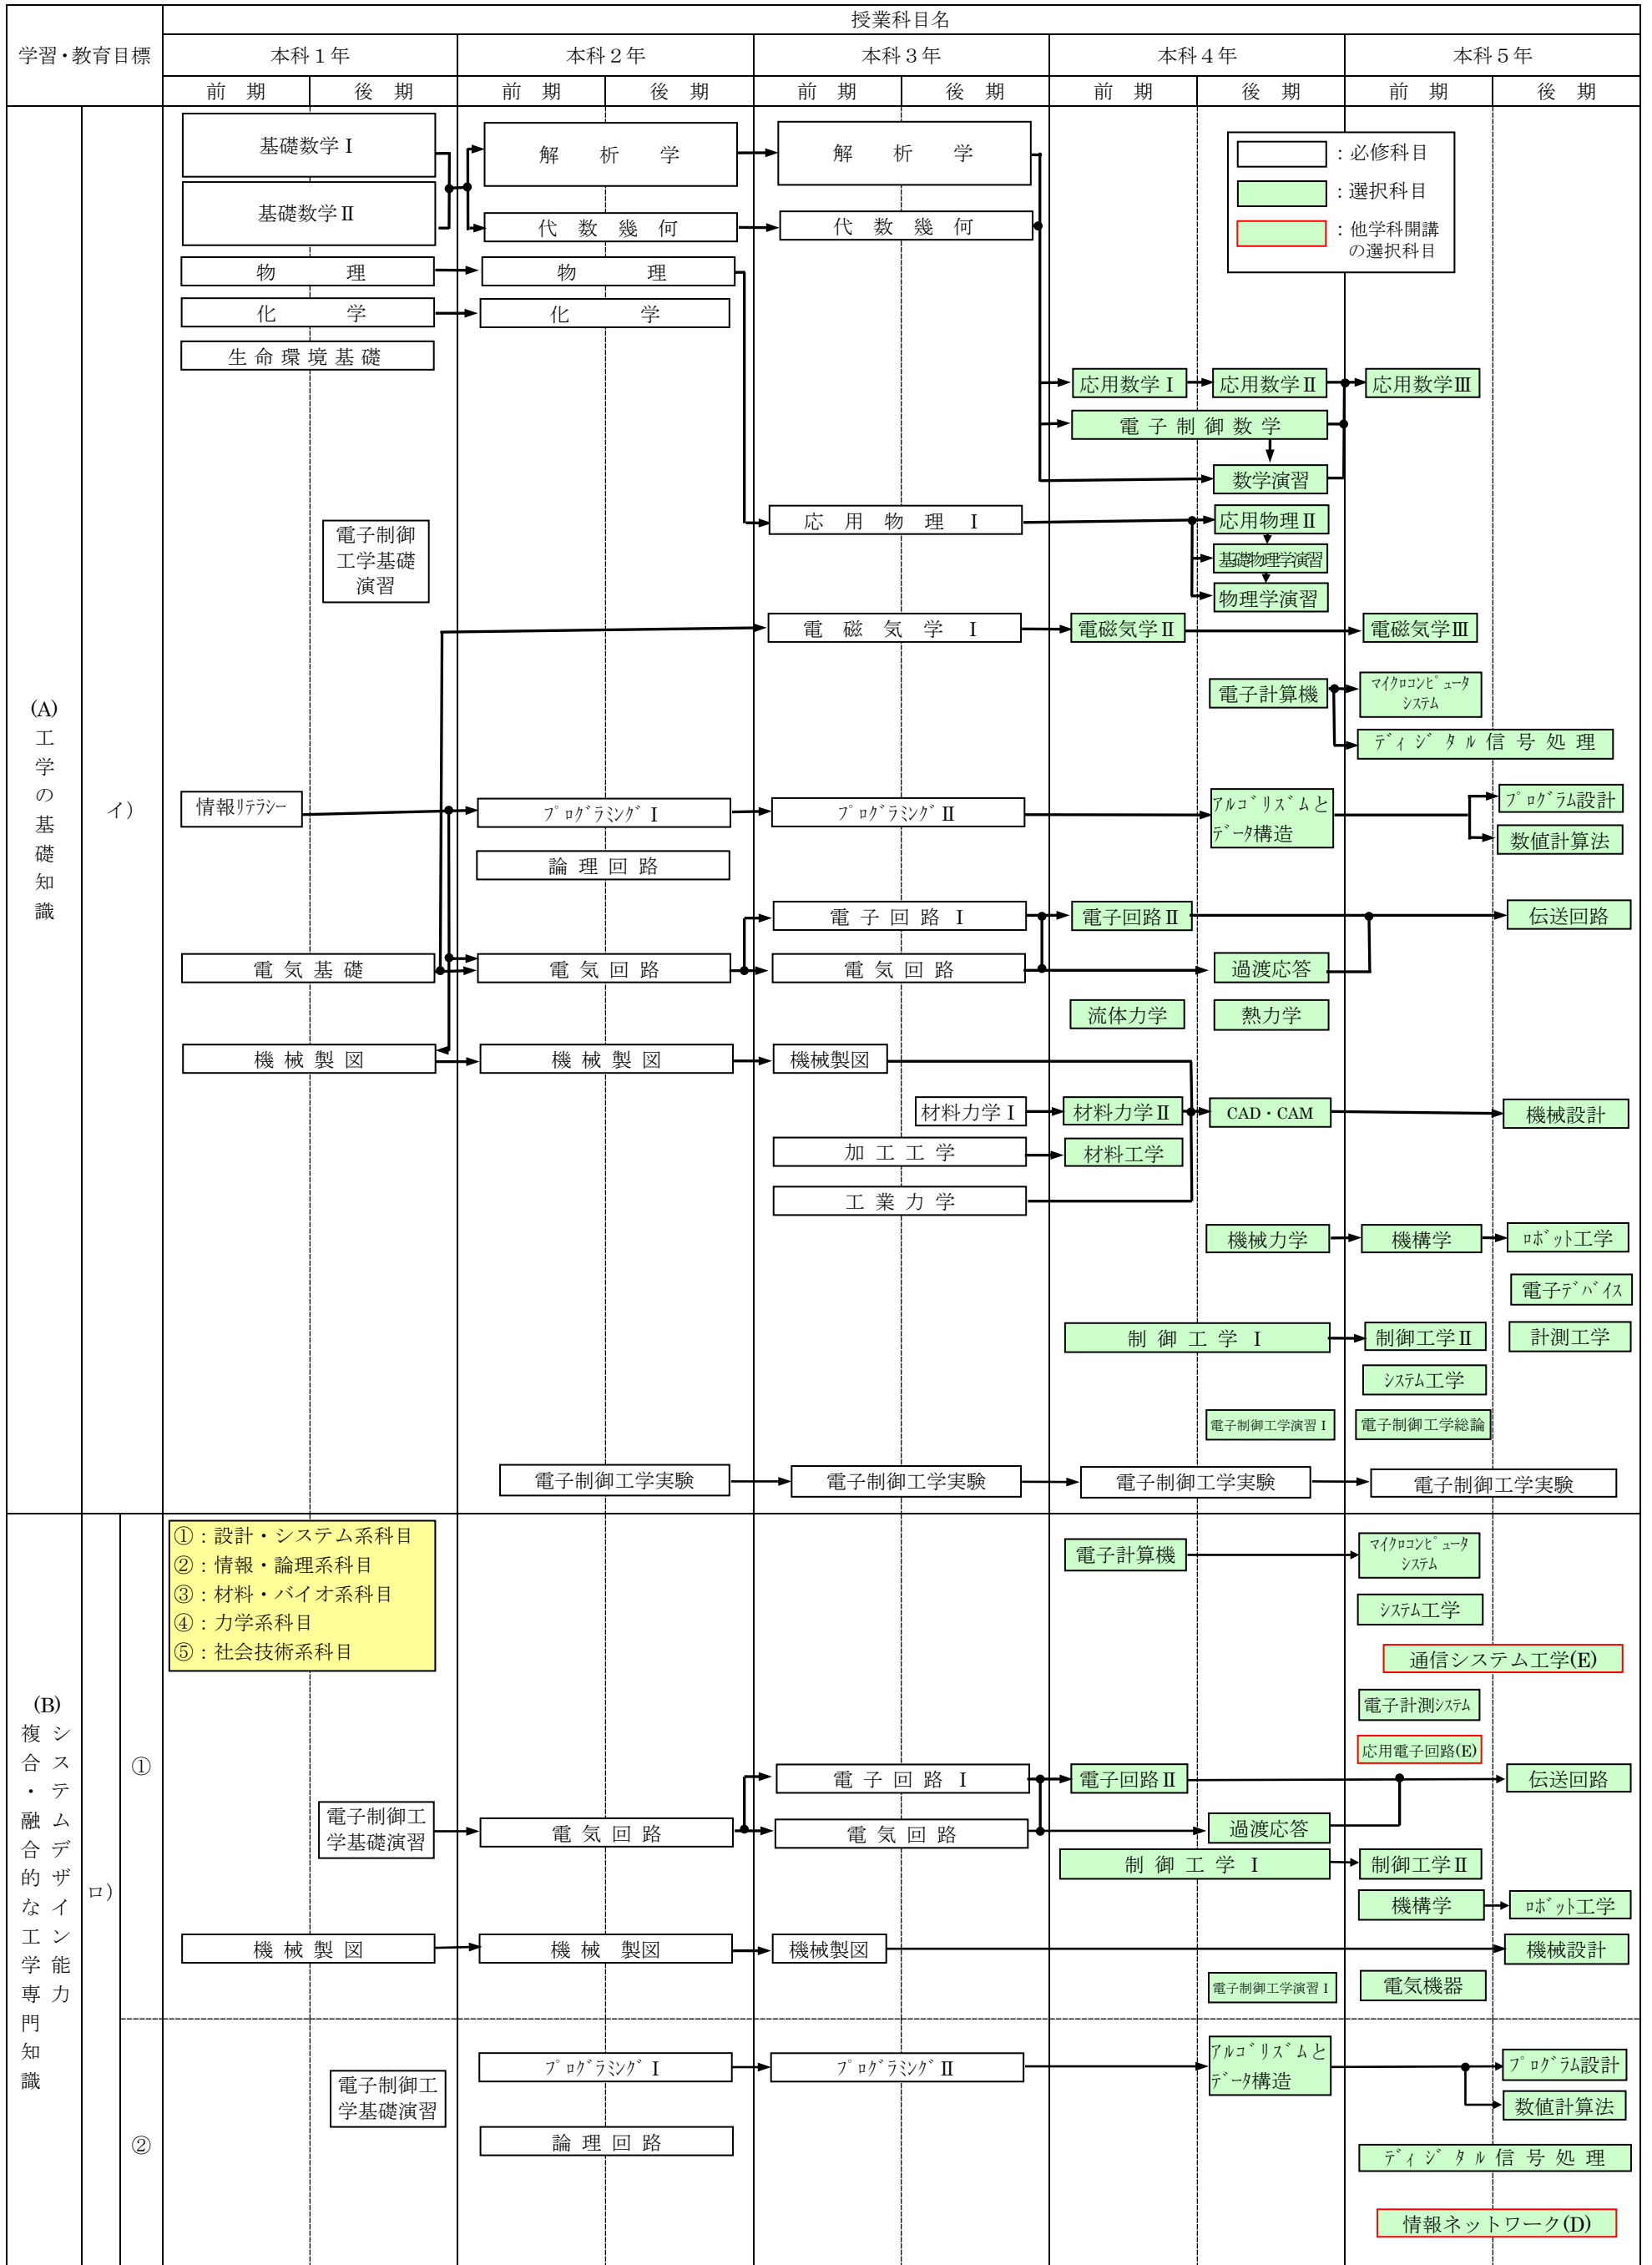 授業科目名
学習・教育目標
本科１年
本科２年
本科３年
本科４年
本科５年
前　期
後　期
前　期
後　期
前　期
後　期
前　期
後　期
前　期
後　期
(A)
工学の基礎知識
イ）
：必修科目
：選択科目
：他学科開講
の選択科目
基礎数学Ⅰ
解　析　学
解　析　学
基礎数学Ⅱ
代 数 幾 何
代 数 幾 何
物　　理
物　　理
化　　学
化　　学
生 命 環 境 基 礎
応用数学Ⅰ
応用数学Ⅱ
応用数学Ⅲ
電 子 制 御 数 学
数学演習
電子制御
工学基礎
演習
応 用 物 理 Ⅰ
応用物理Ⅱ
基礎物理学演習
物理学演習
電 磁 気 学 Ⅰ
電磁気学Ⅱ
電磁気学Ⅲ
電子計算機
ﾏｲｸﾛｺﾝﾋﾟｭｰﾀ
ｼｽﾃﾑ
ﾃﾞｨｼﾞﾀﾙ 信 号 処 理
情報ﾘﾃﾗｼｰ
ﾌﾟﾛｸﾞﾗﾐﾝｸﾞⅠ
ﾌﾟﾛｸﾞﾗﾐﾝｸﾞⅡ
ｱﾙｺﾞﾘｽﾞﾑと
ﾃﾞｰﾀ構造
ﾌﾟﾛｸﾞﾗﾑ設計
数値計算法
論 理 回 路
電 子 回 路 Ⅰ
電子回路Ⅱ
伝送回路
電 気 基 礎
電 気 回 路
電 気 回 路
過渡応答
流体力学
熱力学
機 械 製 図
機 械 製 図
機械製図
材料力学Ⅰ
材料力学Ⅱ
CAD・CAM
機械設計
加 工 工 学
材料工学
工 業 力 学
機械力学
機構学
ﾛﾎﾞｯﾄ工学
電子ﾃﾞﾊﾞｲｽ
制 御 工 学 Ⅰ
制御工学Ⅱ
計測工学
ｼｽﾃﾑ工学
電子制御工学演習Ⅰ
電子制御工学総論
電子制御工学実験
電子制御工学実験
電子制御工学実験
電子制御工学実験
(B)
複合・融合的な工学専門知識
システムデザイン能力
ロ）
①
①：設計・システム系科目
②：情報・論理系科目
③：材料・バイオ系科目
④：力学系科目
⑤：社会技術系科目
電子計算機
ﾏｲｸﾛｺﾝﾋﾟｭｰﾀ
ｼｽﾃﾑ
ｼｽﾃﾑ工学
通信システム工学(E)
電子計測ｼｽﾃﾑ
応用電子回路(E)
電 子 回 路 Ⅰ
電子回路Ⅱ
伝送回路
電子制御工
学基礎演習
電 気 回 路
電 気 回 路
過渡応答
制 御 工 学 Ⅰ
制御工学Ⅱ
機構学
ﾛﾎﾞｯﾄ工学
機 械 製 図
機 械 製図
機械製図
機械設計
電子制御工学演習Ⅰ
電気機器
②
電子制御工
学基礎演習
ﾌﾟﾛｸﾞﾗﾐﾝｸﾞⅠ
ﾌﾟﾛｸﾞﾗﾐﾝｸﾞⅡ
ｱﾙｺﾞﾘｽﾞﾑと
ﾃﾞｰﾀ構造
ﾌﾟﾛｸﾞﾗﾑ設計
数値計算法
論 理 回 路
ﾃﾞｨｼﾞﾀﾙ 信 号 処 理
情報ネットワーク(D)